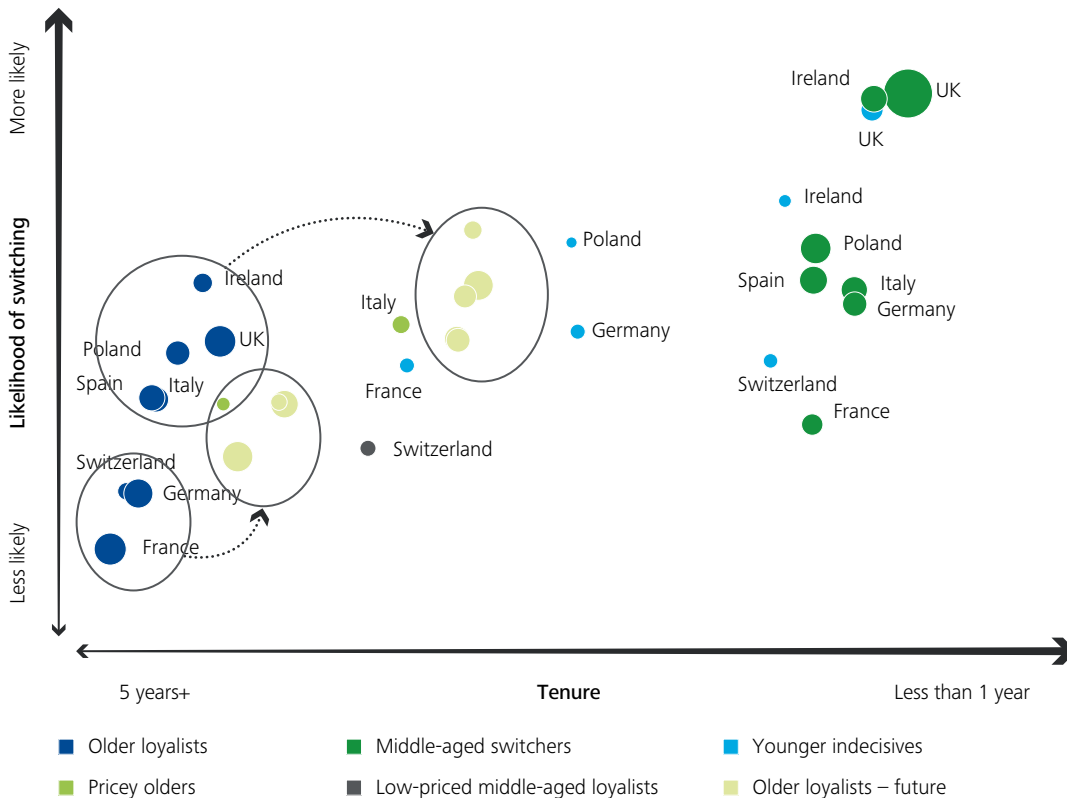 More likely
Likelihood of switching
Less likely
Ireland
UK
UK
Ireland
Poland
Poland
Spain
Italy
Germany
Ireland
Italy
UK
Poland
Germany
Spain
Italy
France
Switzerland
France
Switzerland
Switzerland
Germany
France
5 years+
Tenure
Less than 1 year
Older loyalists
Middle-aged switchers
Younger indecisives
Pricey olders
Low-priced middle-aged loyalists
Older loyalists – future